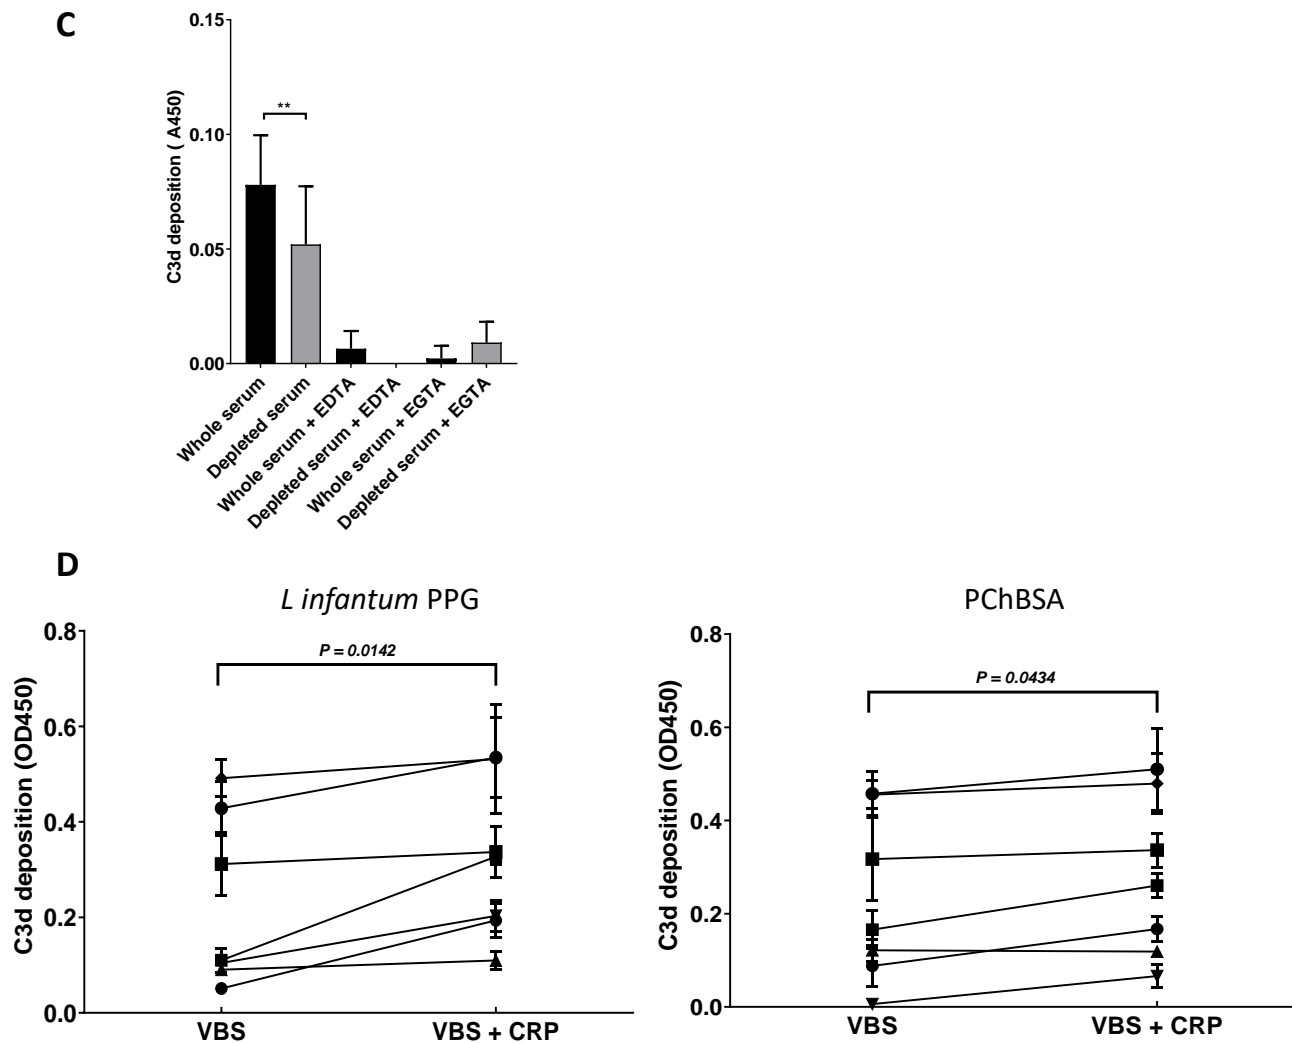 C
0.15
0.10
0.05
0.00
C3d deposition ( A450)
**
Whole serum
Depleted serum
Whole serum + EDTA
Depleted serum + EDTA
Whole serum + EGTA
Depleted serum + EGTA
D
L infantum PPG
0.8
0.6
0.4
0.2
0.0
C3d deposition (OD450)
P = 0.0142
VBS
VBS + CRP
PChBSA
0.8
0.6
0.4
0.2
0.0
C3d deposition (OD450)
P = 0.0434
VBS
VBS + CRP